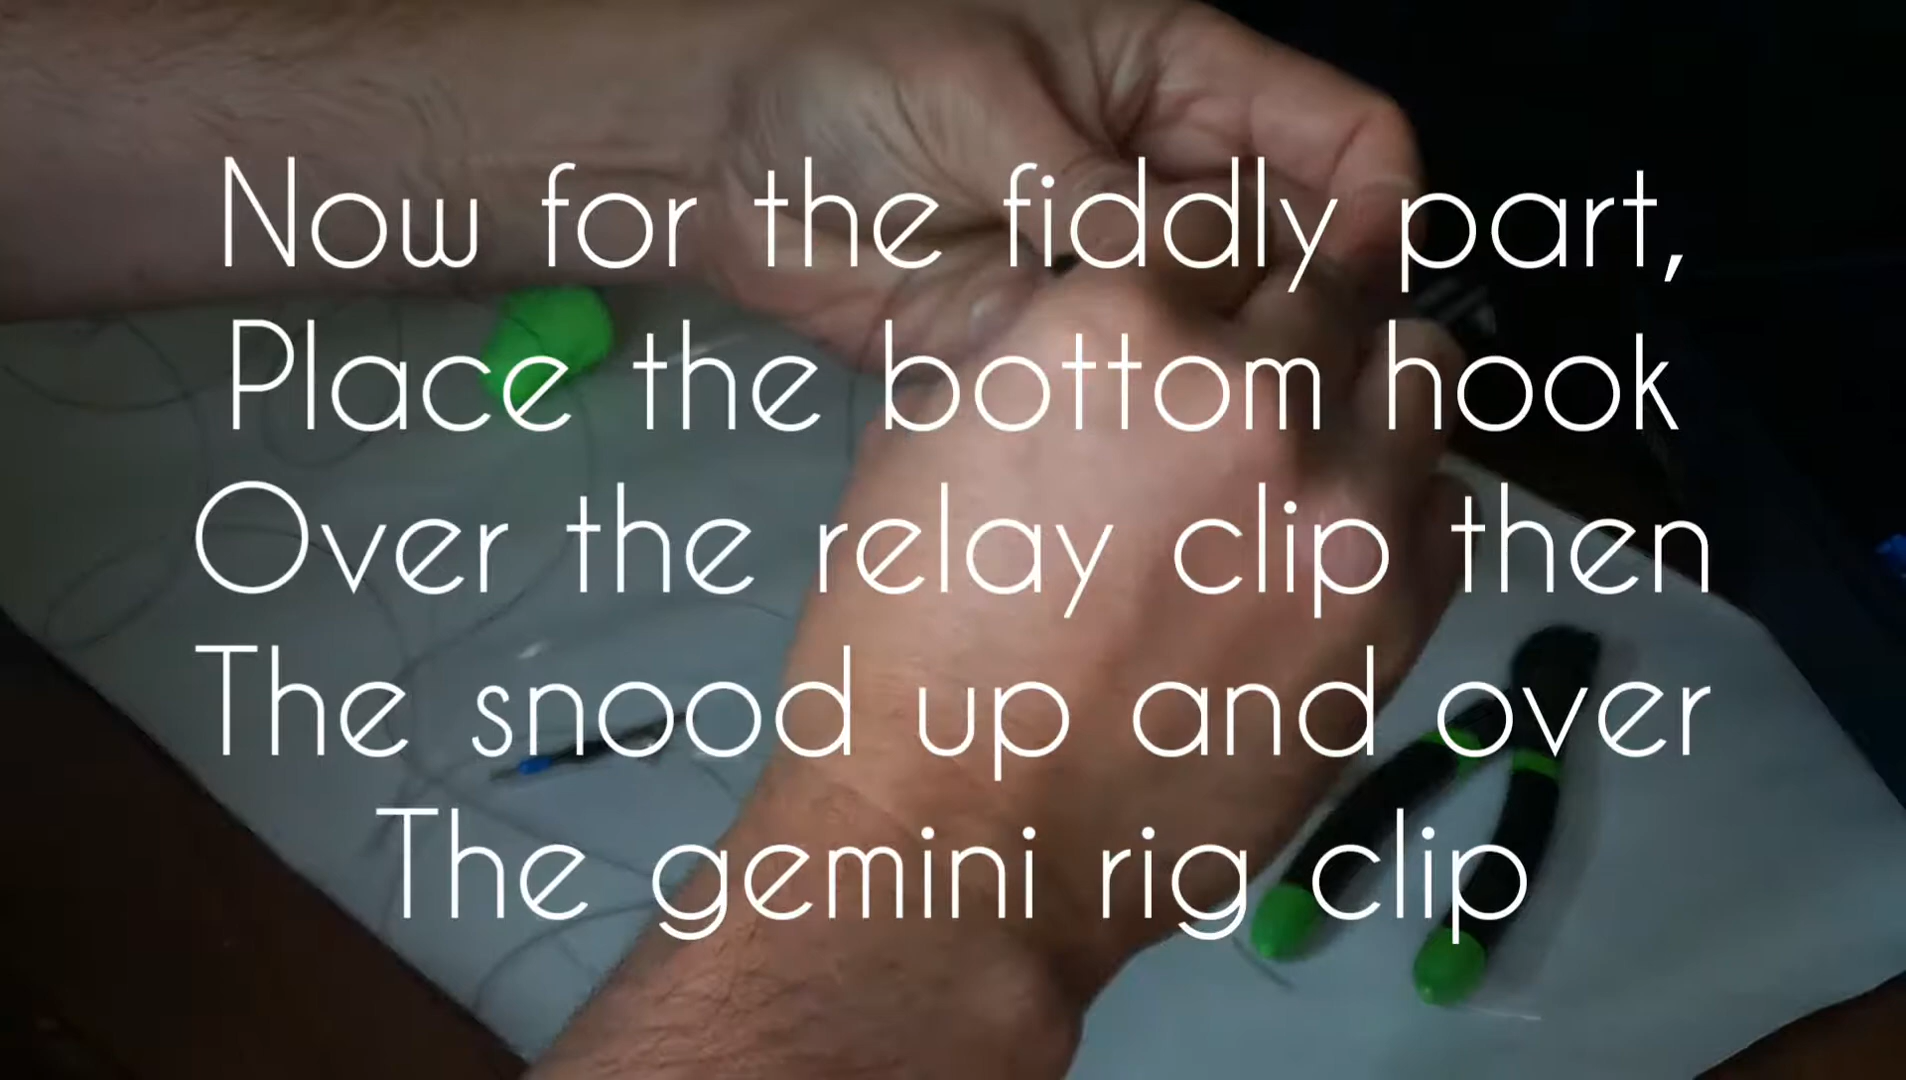 Now for the fiddly part,
Place the bottom hook
Over the relay clip then
The snood up and over
The gemini rig clip